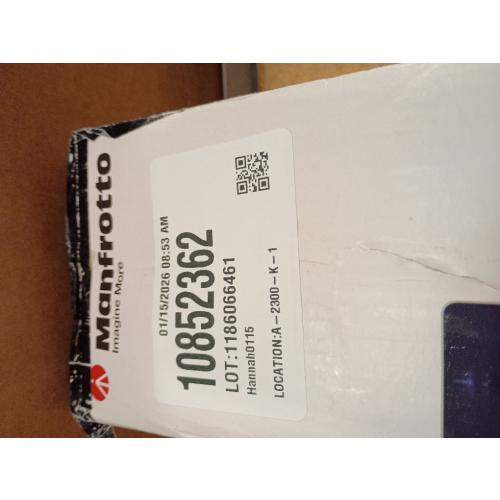 Manfrotto
Imagine More
01/15/2026 08:53 AM
10852362
LOT:1186066461
Hannah0115
LOCATION:A-2300-K-1